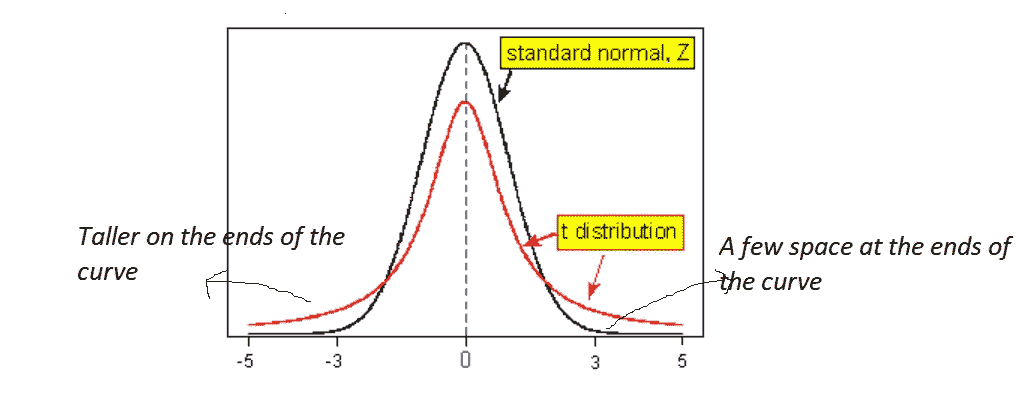 standard normal, Z
Taller on the ends of the
curve
t distribution
A few space at the ends of
the curve
-5 -3 0 3 5